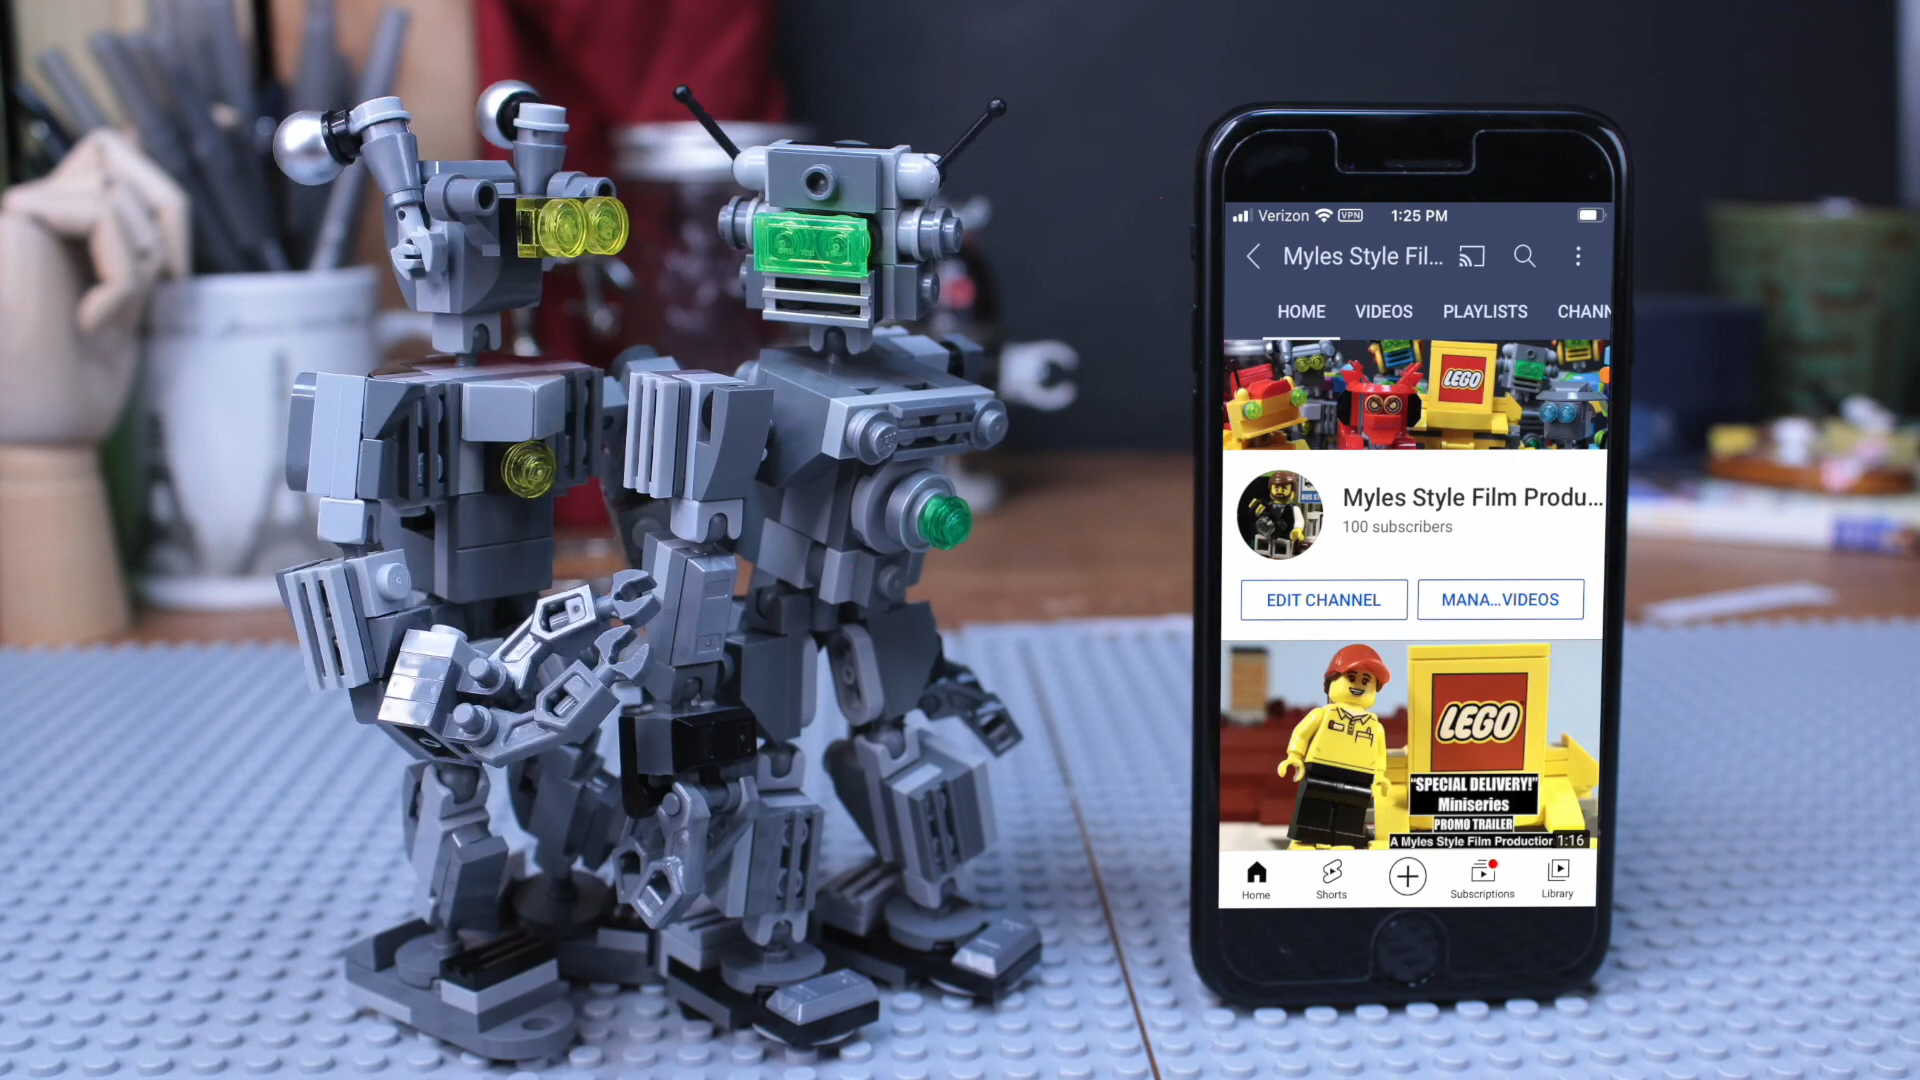 Verizon VPN 1:25 PM
Myles Style Fil...
HOME VIDEOS PLAYLISTS CHANN
LEGO
BUS ST
Myles Style Film Produ...
100 subscribers
EDIT CHANNEL MANA...VIDEOS
LEGO
"SPECIAL DELIVERY!"
Miniseries
PROMO TRAILER
A Myles Style Film Production 1:16
Home Shorts Subscriptions Library